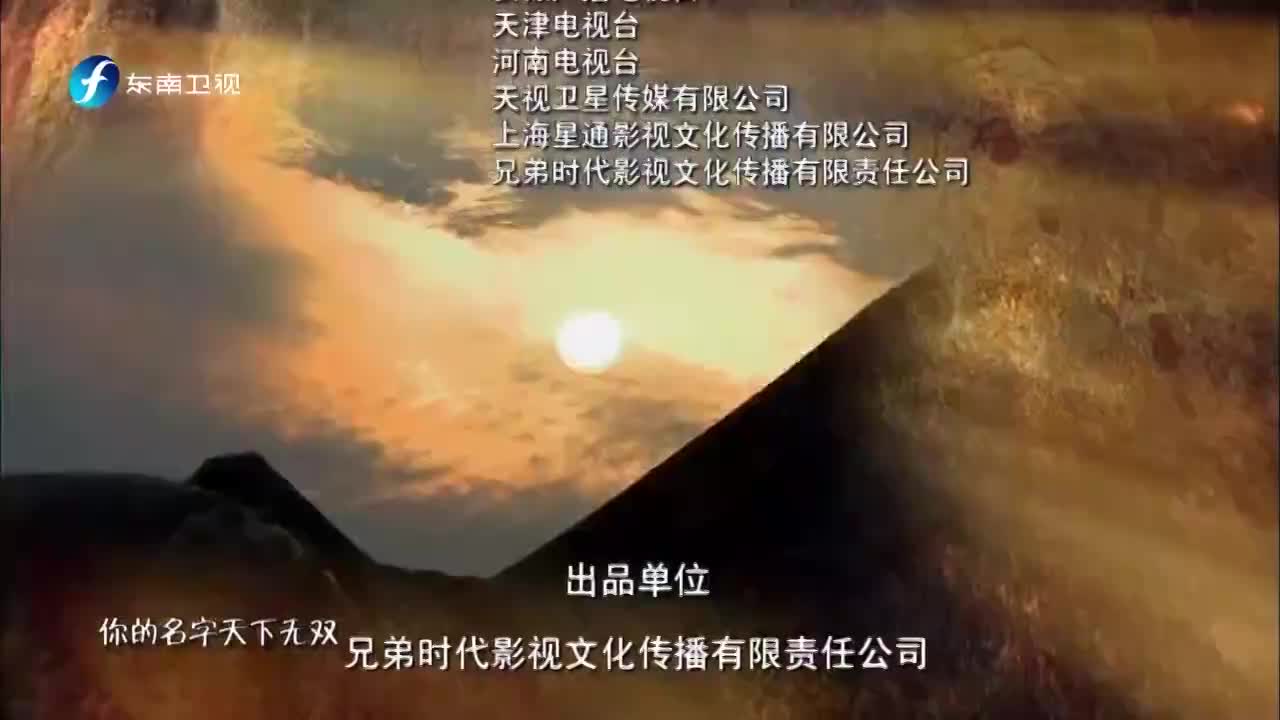 天津电视台
河南电视台
东南卫视
天视卫星传媒有限公司
上海星通影视文化传播有限公司
兄弟时代影视文化传播有限责任公司
出品单位
你的名字天下无双
兄弟时代影视文化传播有限责任公司